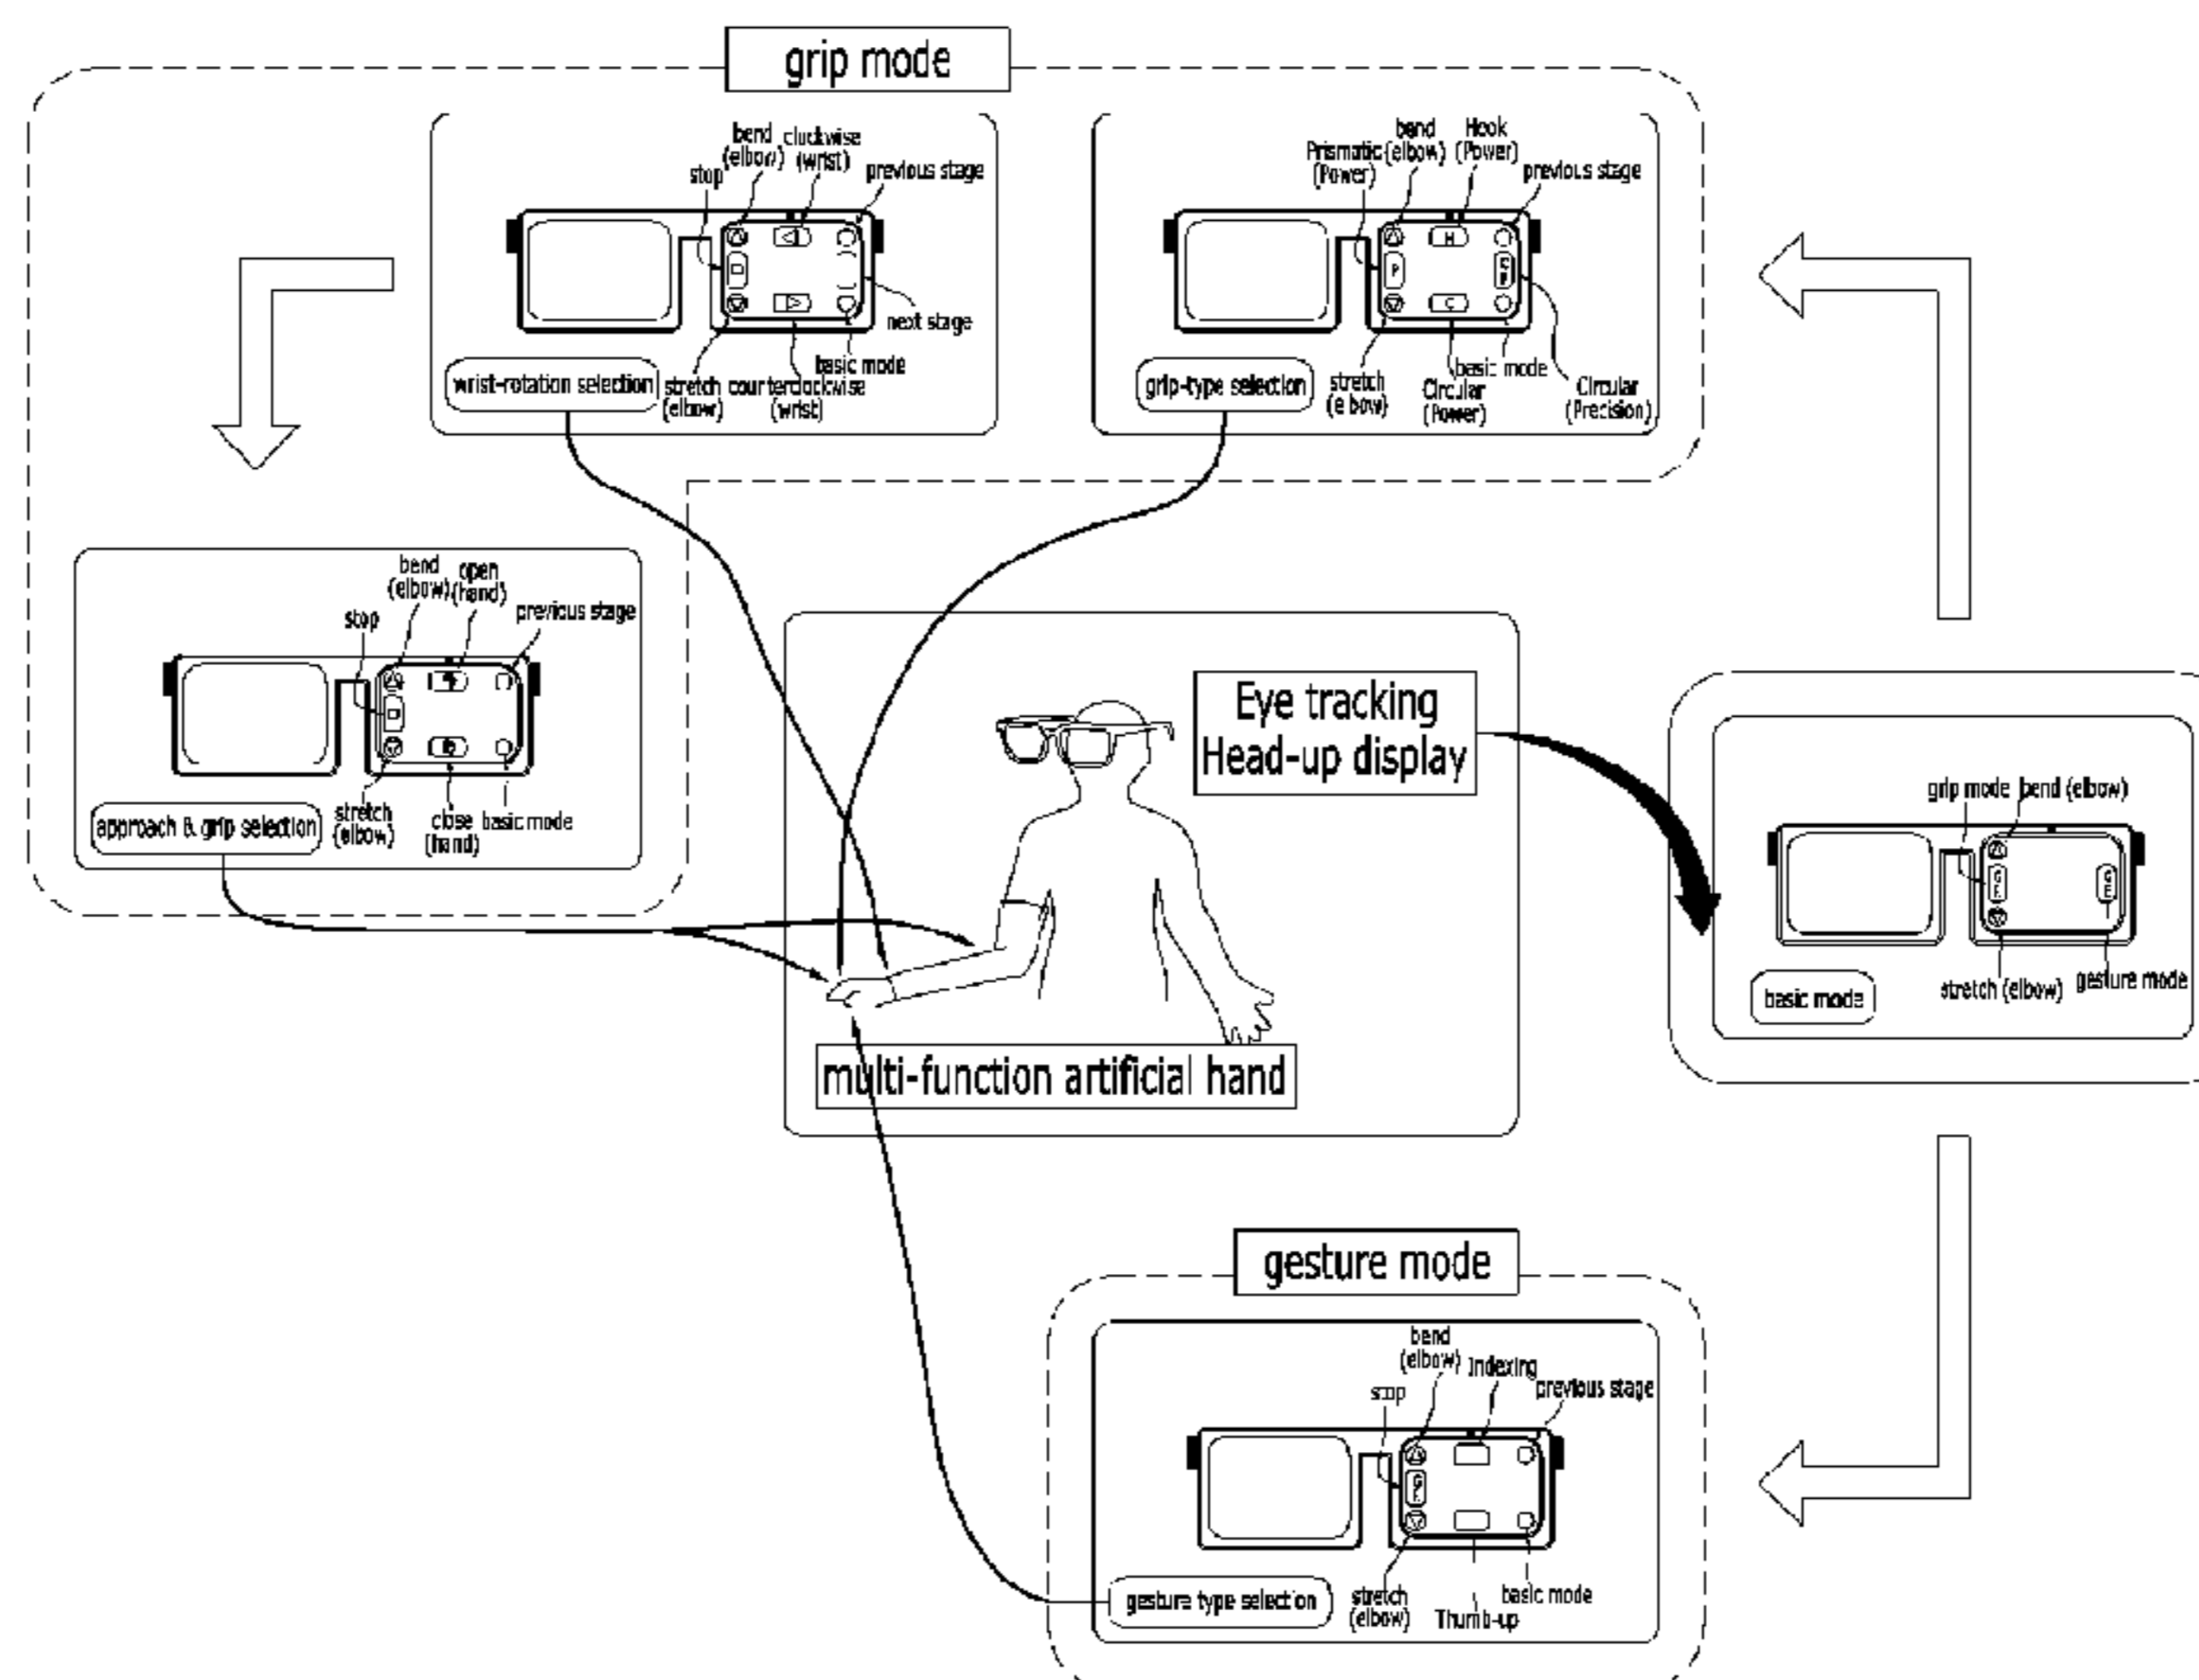 grip mode
bend
(elbow)
clockwise
(wrist)
stop
previous stage
next stage
basic mode
wrist-rotation selection
stretch
(elbow)
counterclockwise
(wrist)
Prismatic
(Power)
bend
(elbow)
Hook
(Power)
previous stage
P
H
C
grip-type selection
stretch
(e bow)
Circular
(Power)
basic mode
Circular
(Precision)
bend
(elbow)
open
(hand)
stop
previous stage
approach & grip selection
stretch
(elbow)
close
(hand)
basic mode
Eye tracking
Head-up display
multi-function artificial hand
grip mode
bend (elbow)
basic mode
stretch (elbow)
gesture mode
gesture mode
bend
(elbow)
Indexing
stop
previous stage
gesture type selection
stretch
(elbow)
Thumb-up
basic mode